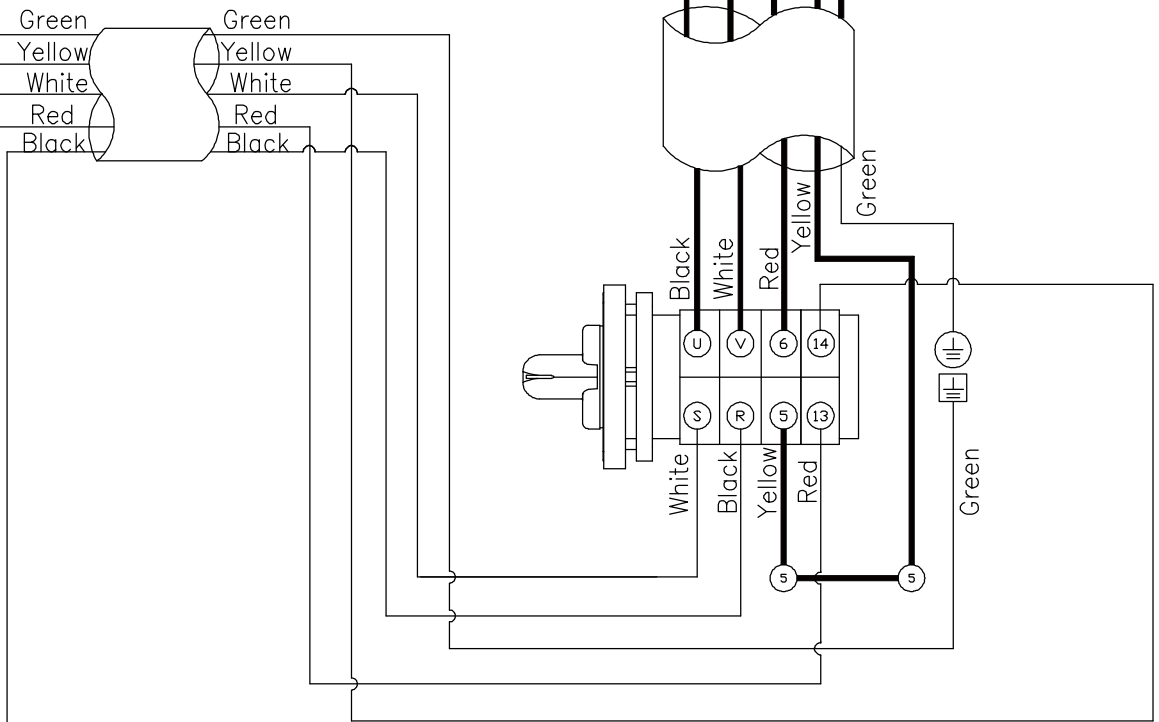 Green Green
Yellow Yellow
White White
Red Red
Black Black
Black
White
Red
Yellow
Green
U V 6 14
S R 5 13
White
Black
Yellow
Red
Green
5 5